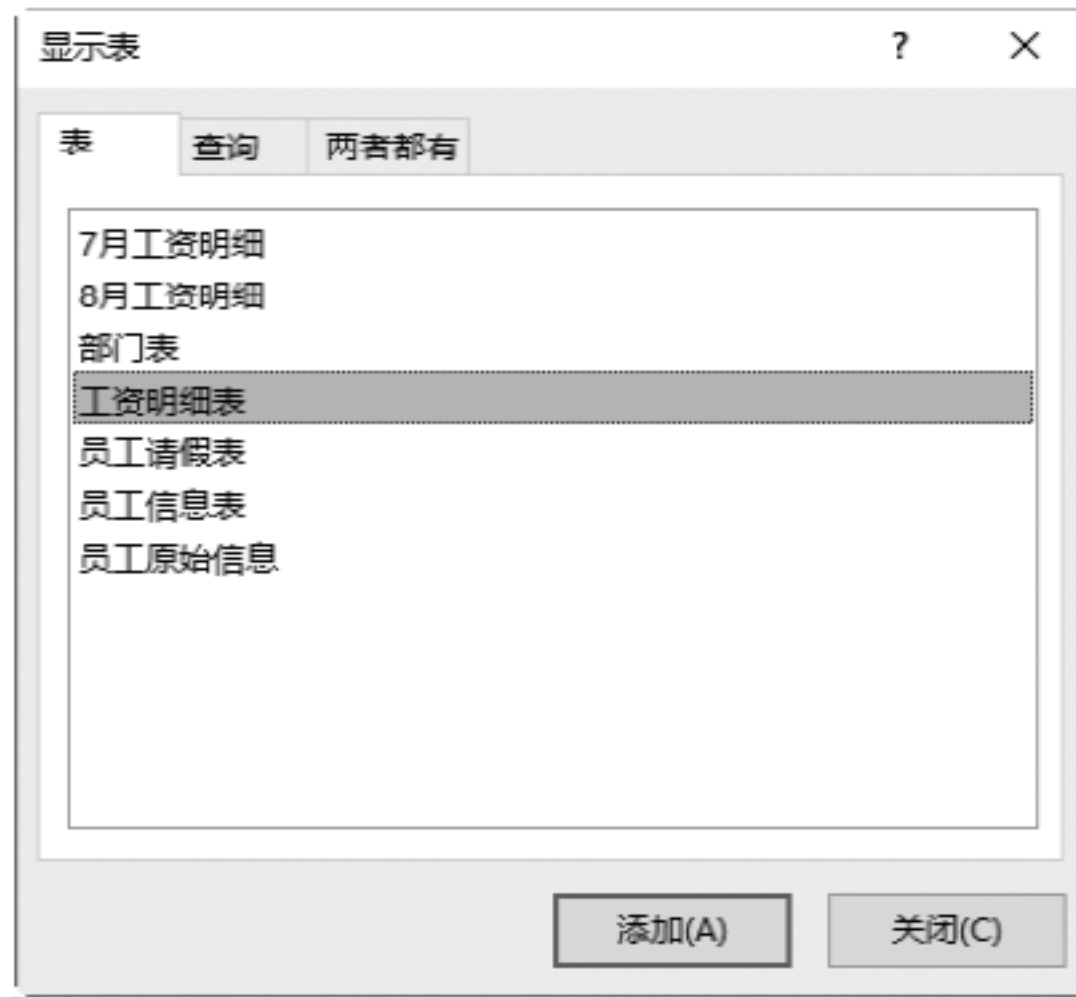 显示表
?
表 查询 两者都有
7月工资明细
8月工资明细
部门表
工资明细表
员工请假表
员工信息表
员工原始信息
添加(A) 关闭(C)